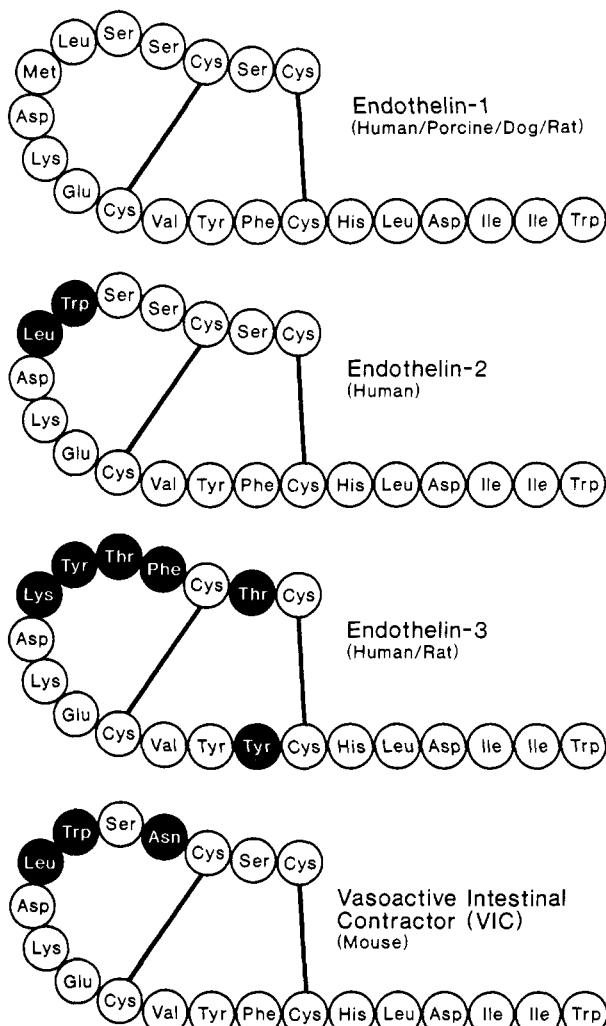 Leu Ser Ser Cys Ser Cys
Met
Asp
Lys
Glu
Cys Val Tyr Phe Cys His Leu Asp Ile Ile Trp
Endothelin-1
(Human/Porcine/Dog/Rat)
Trp Ser Ser Cys Ser Cys
Leu
Asp
Lys
Glu
Cys Val Tyr Phe Cys His Leu Asp Ile Ile Trp
Endothelin-2
(Human)
Tyr Thr Phe Cys Thr Cys
Lys
Asp
Lys
Glu
Cys Val Tyr Tyr Cys His Leu Asp Ile Ile Trp
Endothelin-3
(Human/Rat)
Trp Ser Asn Cys Ser Cys
Leu
Asp
Lys
Glu
Cys Val Tyr Phe Cys His Leu Asp Ile Ile Trp
Vasoactive Intestinal
Contractor (VIC)
(Mouse)